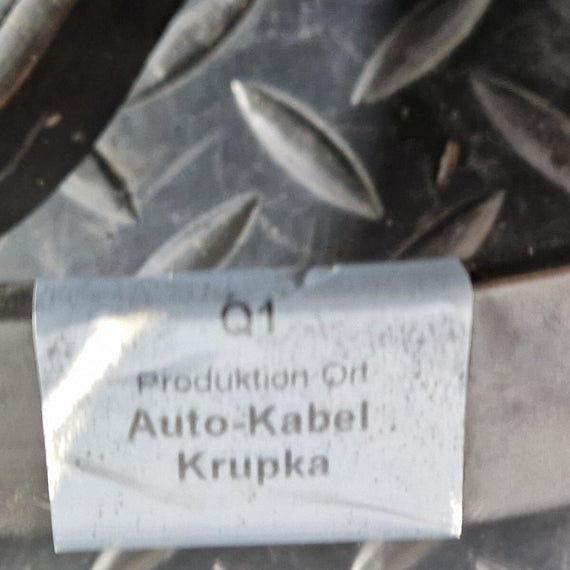 Q1
Produktion Ort
Auto-Kabel
Krupka